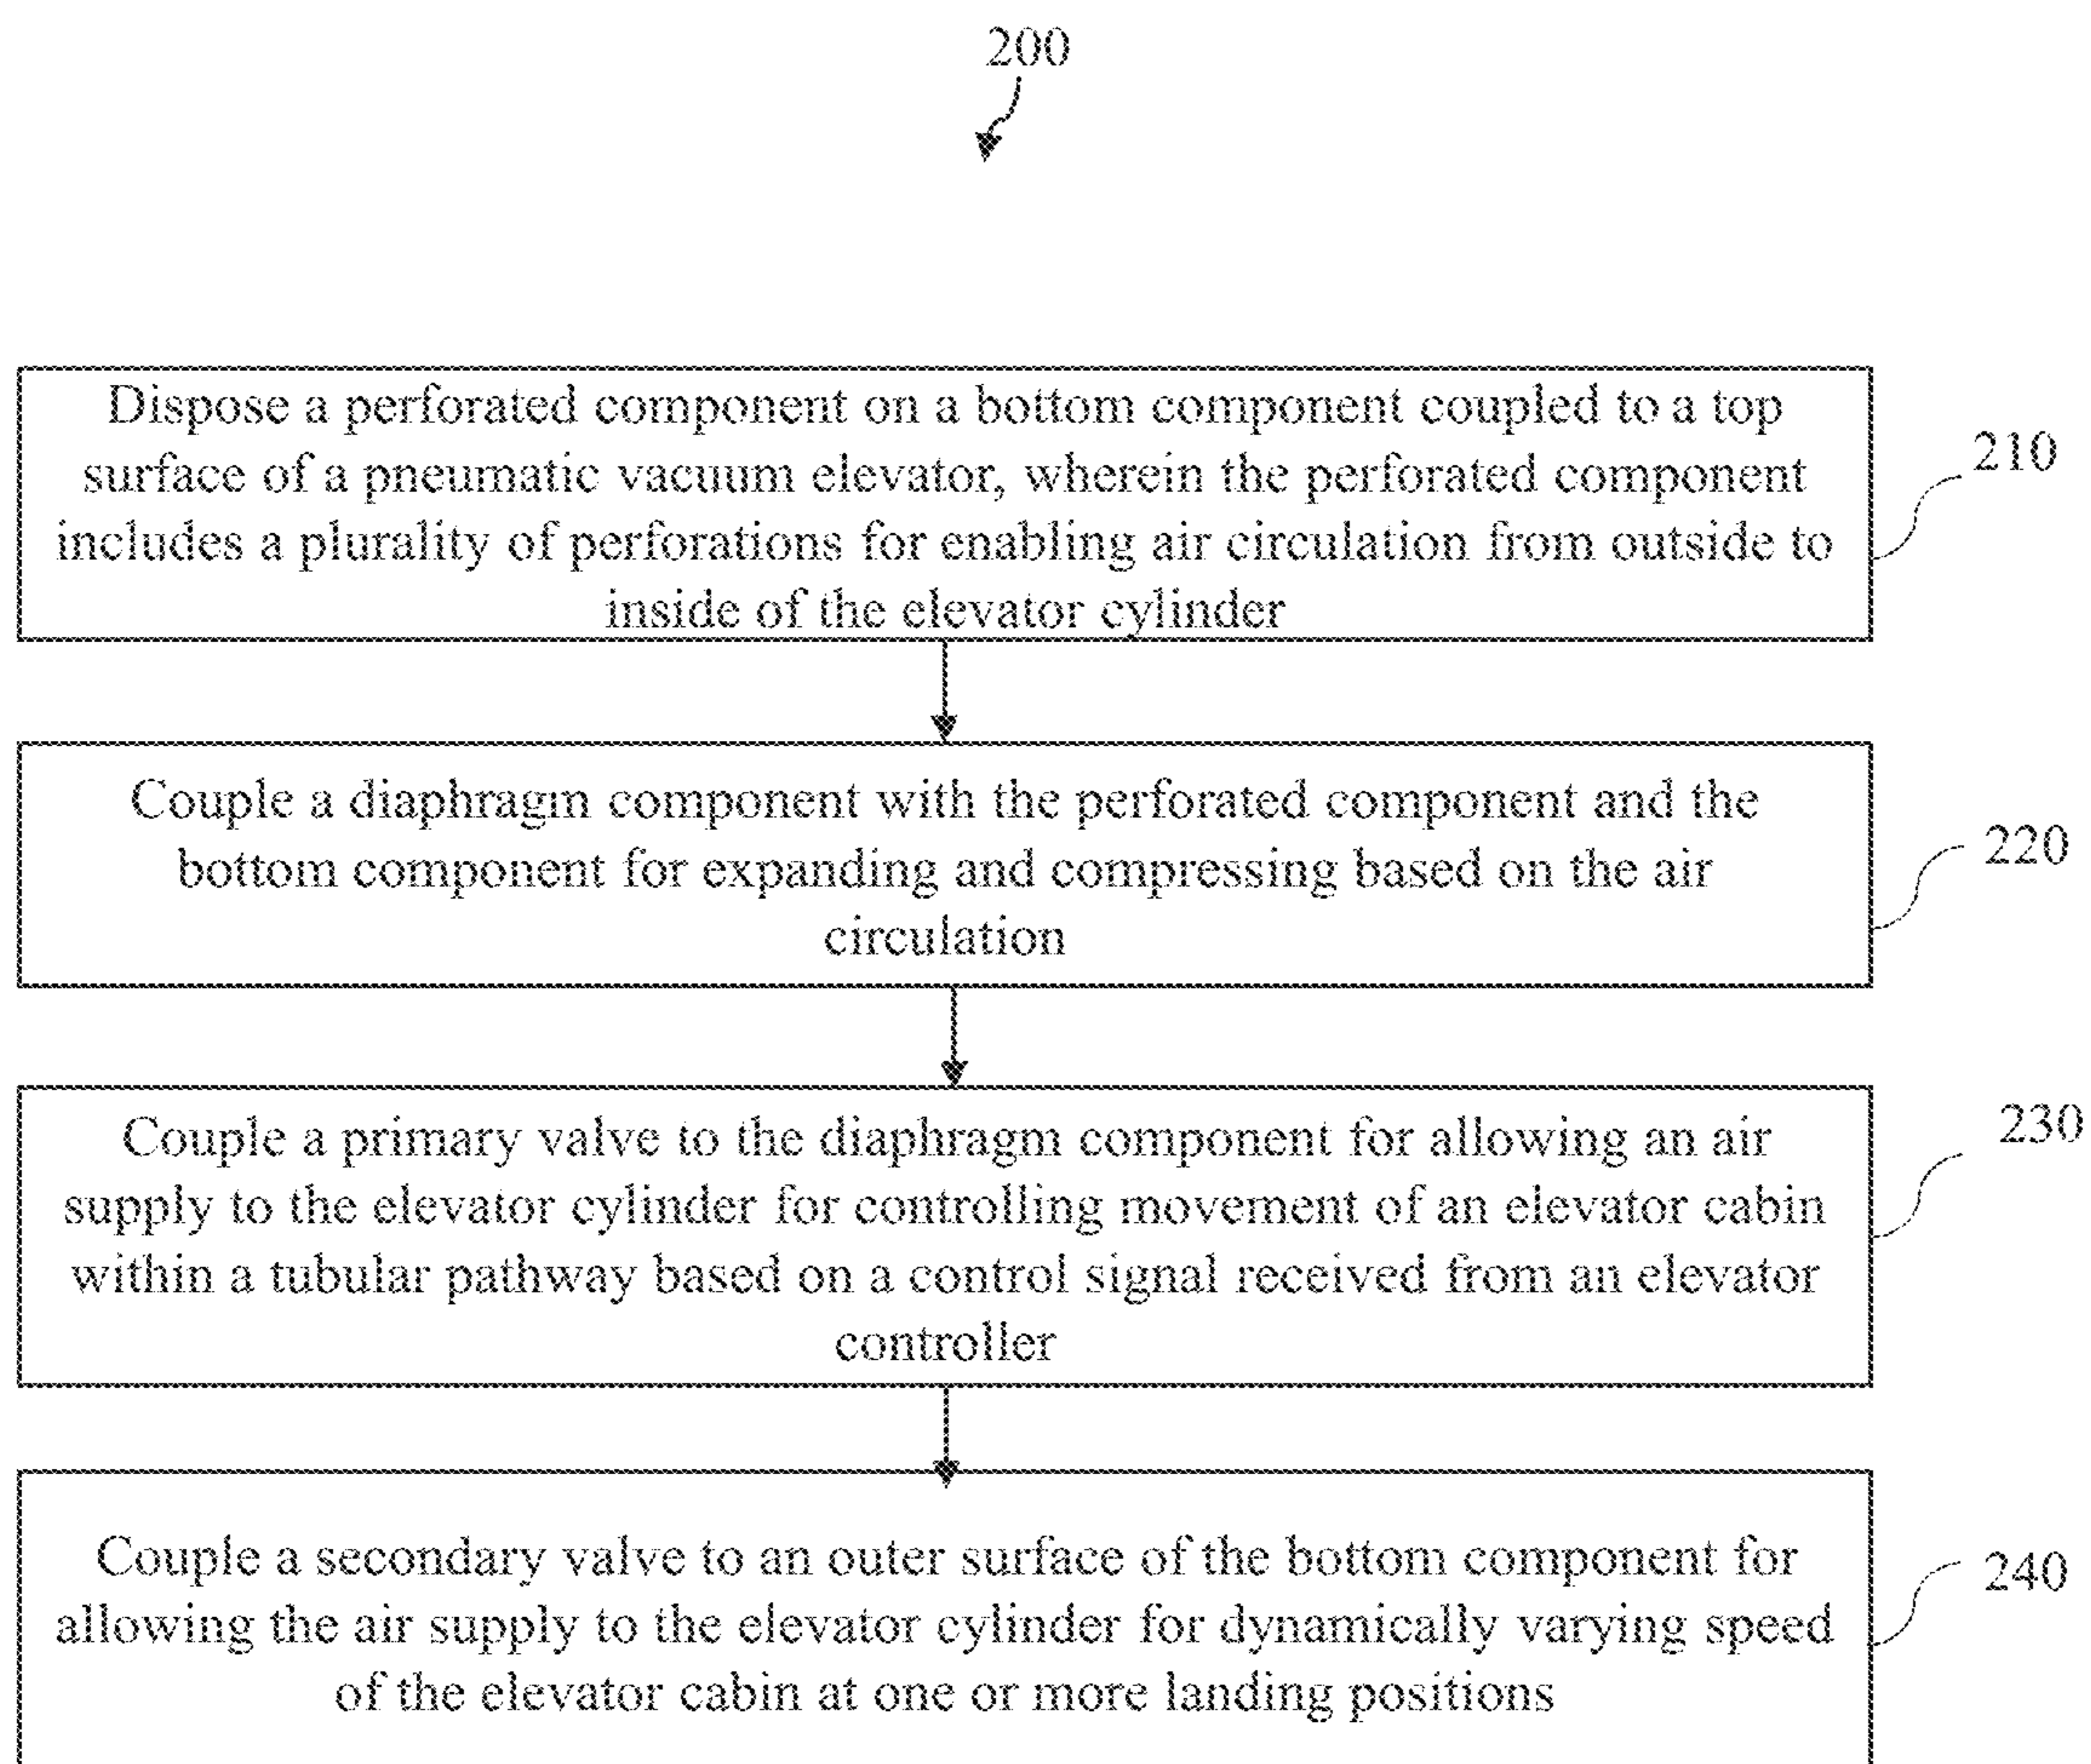 200
Dispose a perforated component on a bottom component coupled to a top
surface of a pneumatic vacuum elevator, wherein the perforated component
includes a plurality of perforations for enabling air circulation from outside to
inside of the elevator cylinder
210
Couple a diaphragm component with the perforated component and the
bottom component for expanding and compressing based on the air
circulation
220
Couple a primary valve to the diaphragm component for allowing an air
supply to the elevator cylinder for controlling movement of an elevator cabin
within a tubular pathway based on a control signal received from an elevator
controller
230
Couple a secondary valve to an outer surface of the bottom component for
allowing the air supply to the elevator cylinder for dynamically varying speed
of the elevator cabin at one or more landing positions
240